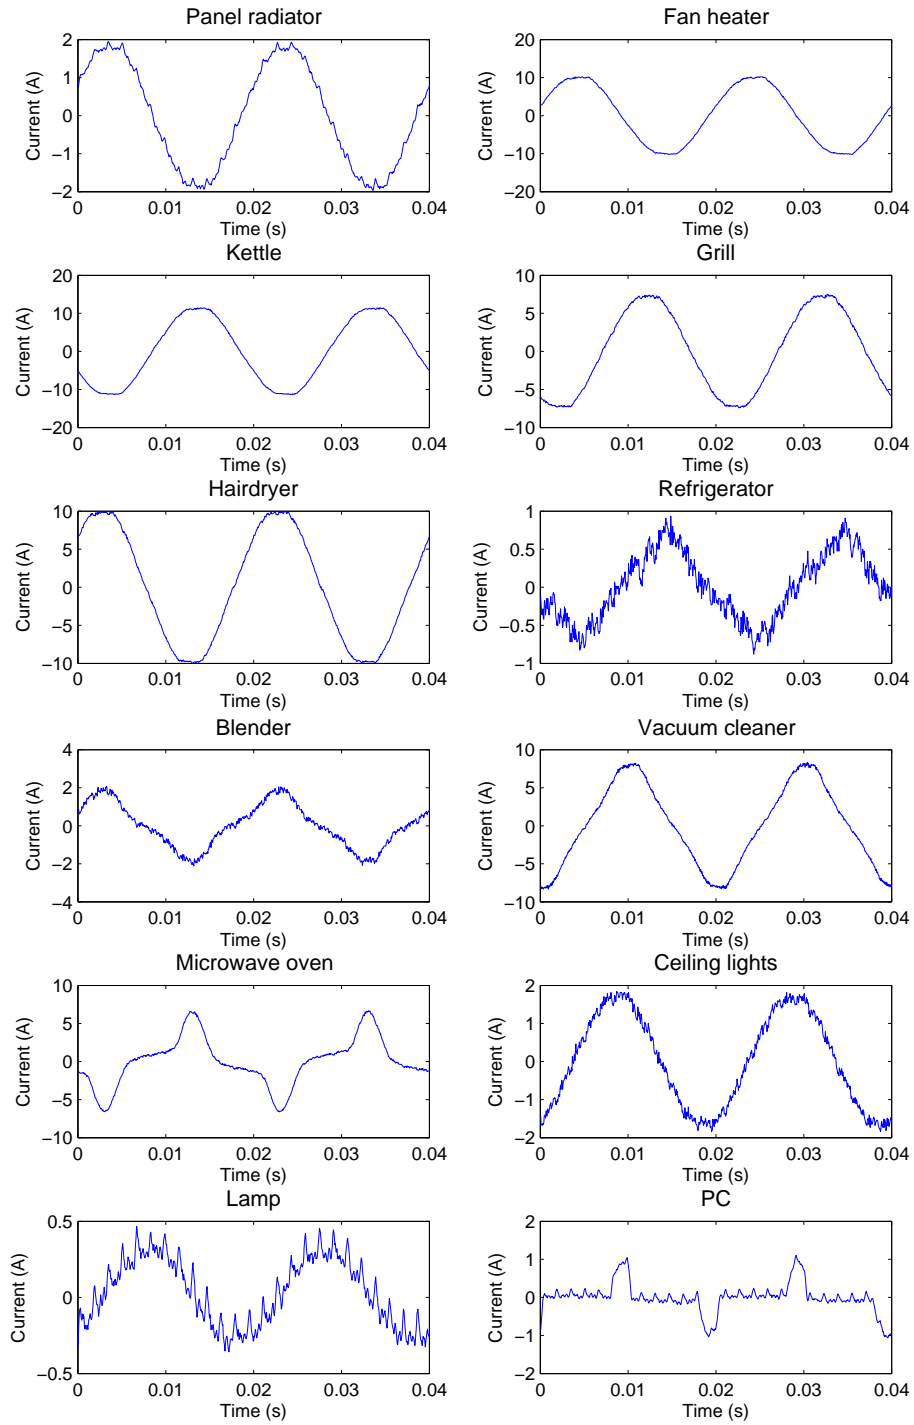 Panel radiator
Current (A)
2
1
0
−1
−2
0 0.01 0.02 0.03 0.04
Time (s)
Fan heater
Current (A)
20
10
0
−10
−20
0 0.01 0.02 0.03 0.04
Time (s)
Kettle
Current (A)
20
10
0
−10
−20
0 0.01 0.02 0.03 0.04
Time (s)
Grill
Current (A)
10
5
0
−5
−10
0 0.01 0.02 0.03 0.04
Time (s)
Hairdryer
Current (A)
10
5
0
−5
−10
0 0.01 0.02 0.03 0.04
Time (s)
Refrigerator
Current (A)
1
0.5
0
−0.5
−1
0 0.01 0.02 0.03 0.04
Time (s)
Blender
Current (A)
4
2
0
−2
−4
0 0.01 0.02 0.03 0.04
Time (s)
Vacuum cleaner
Current (A)
10
5
0
−5
−10
0 0.01 0.02 0.03 0.04
Time (s)
Microwave oven
Current (A)
10
5
0
−5
−10
0 0.01 0.02 0.03 0.04
Time (s)
Ceiling lights
Current (A)
2
1
0
−1
−2
0 0.01 0.02 0.03 0.04
Time (s)
Lamp
Current (A)
0.5
0
−0.5
0 0.01 0.02 0.03 0.04
Time (s)
PC
Current (A)
2
1
0
−1
−2
0 0.01 0.02 0.03 0.04
Time (s)